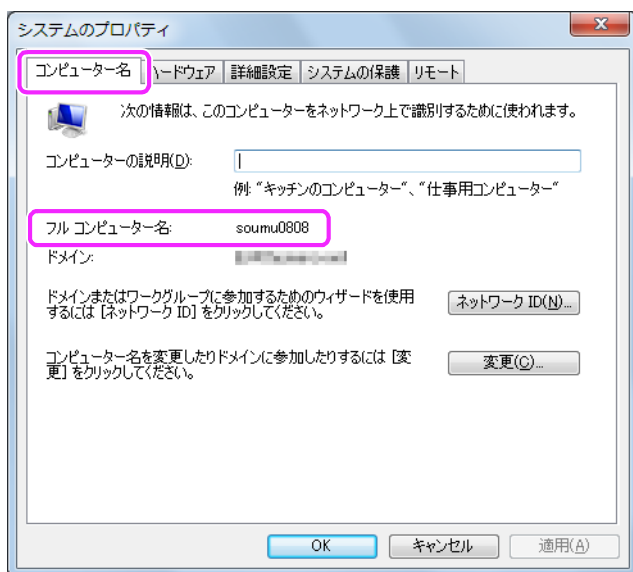 システムのプロパティ
コンピューター名 ハードウェア 詳細設定 システムの保護 リモート
次の情報は、このコンピューターをネットワーク上で識別するために使われます。
コンピューターの説明(D):
例: "キッチンのコンピューター"、"仕事用コンピューター"
フル コンピューター名: soumu0808
ドメイン:
ドメインまたはワークグループに参加するためのウィザードを使用
するには [ネットワーク ID] をクリックしてください。
ネットワーク ID(N)...
コンピューター名を変更したりドメインに参加したりするには [変
更] をクリックしてください。
変更(C)...
OK キャンセル 適用(A)